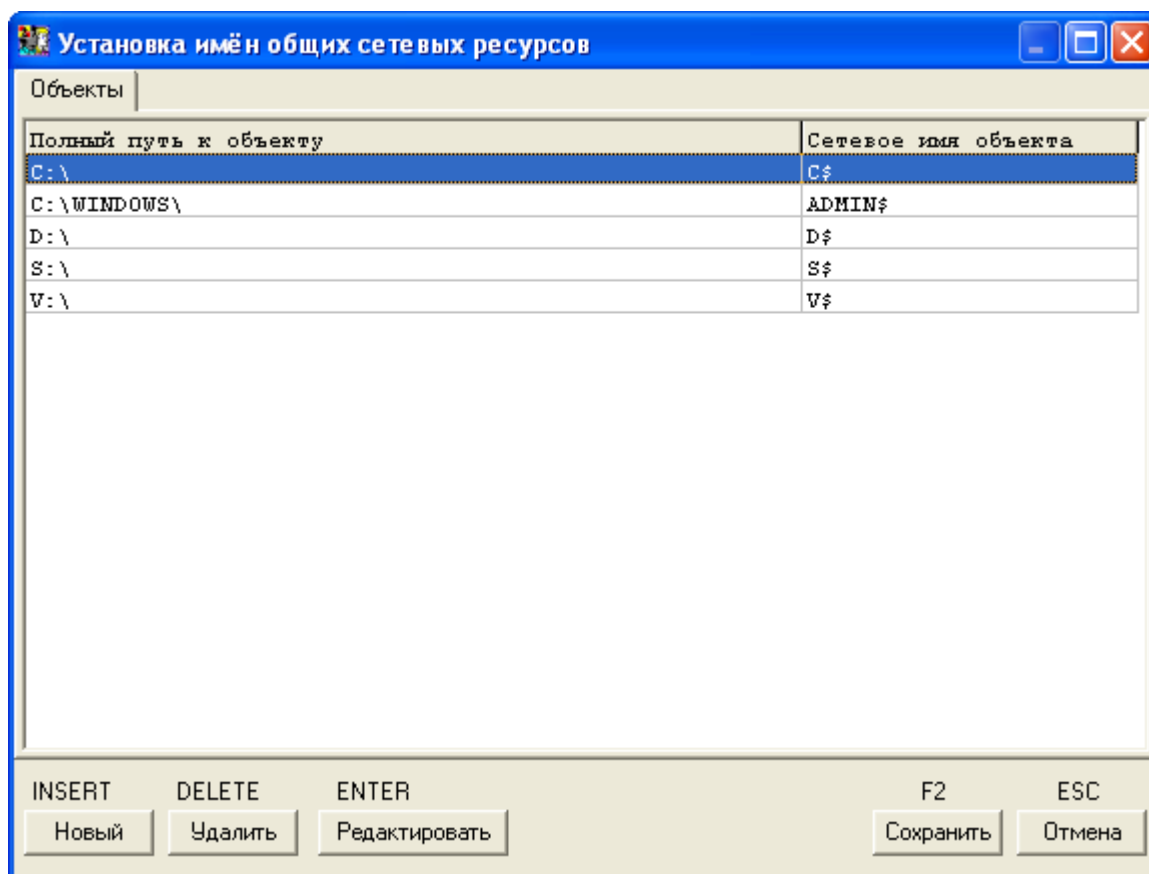 Установка имён общих сетевых ресурсов
Объекты
Полный путь к объекту Сетевое имя объекта
C:\ C$
C:\WINDOWS\ ADMIN$
D:\ D$
S:\ S$
V:\ V$
INSERT DELETE ENTER F2 ESC
Новый Удалить Редактировать Сохранить Отмена